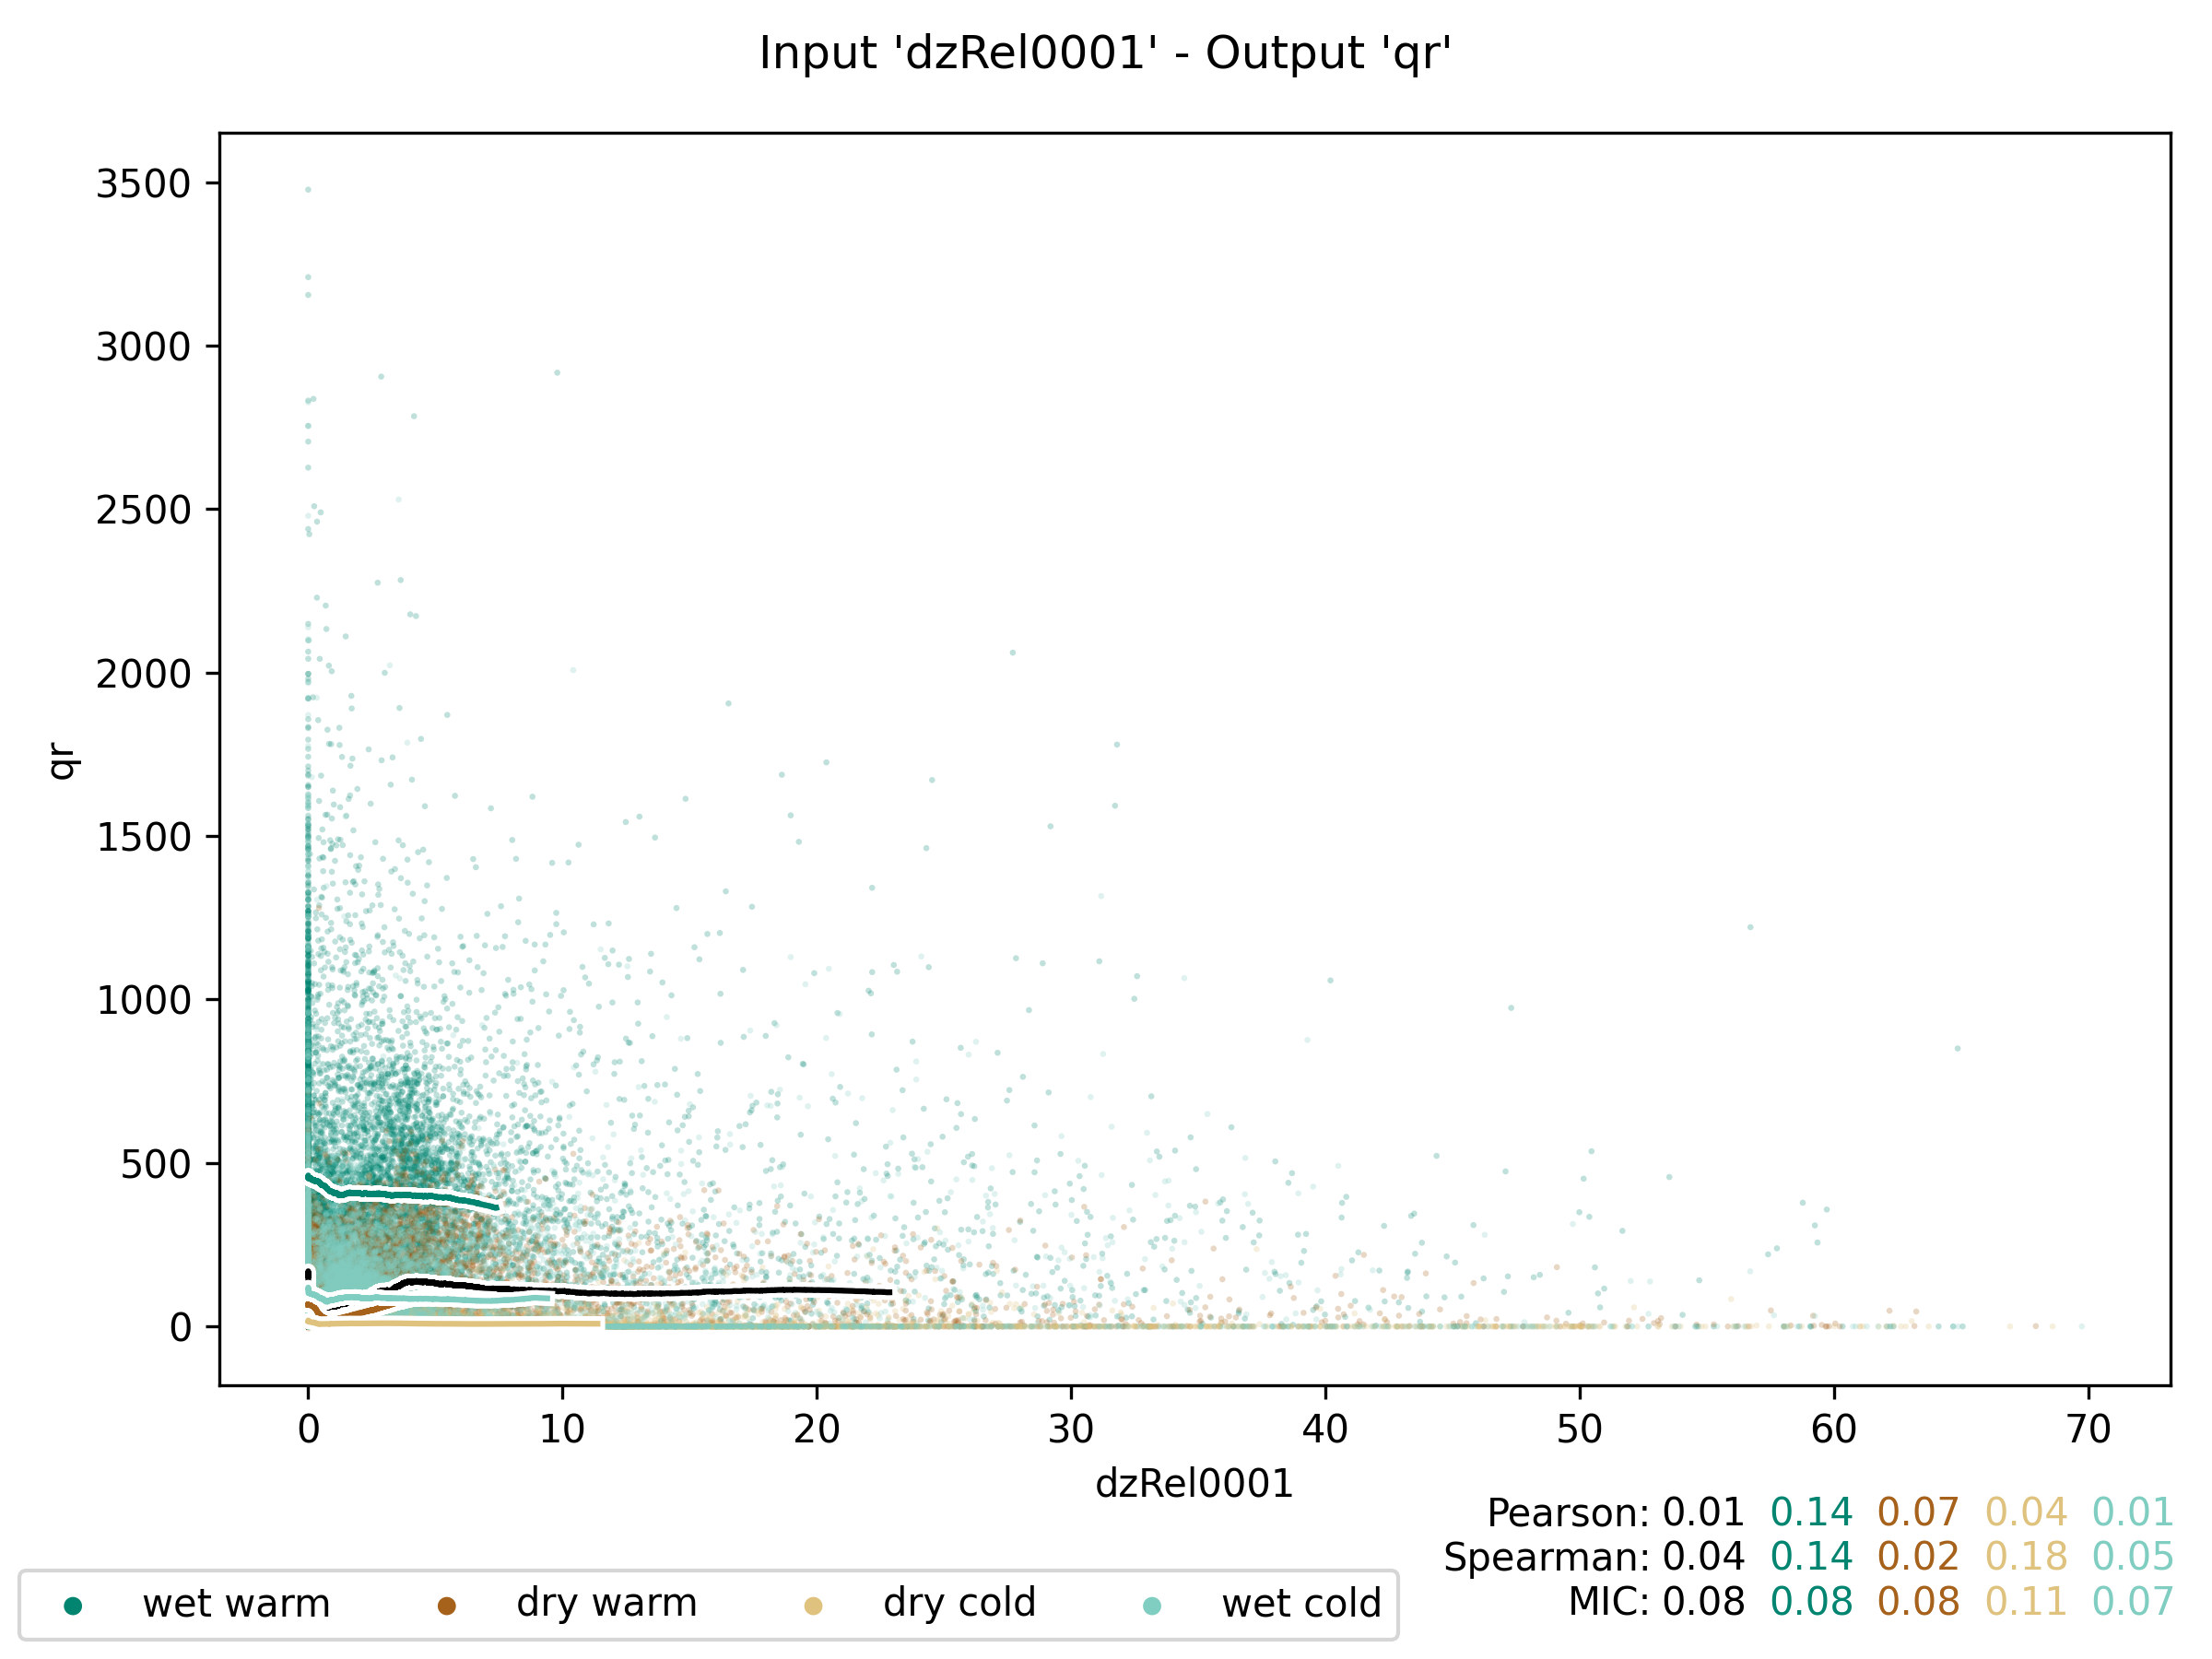 Input 'dzRel0001' - Output 'qr'
3500
3000
2500
2000
1500
1000
500
0
qr
0 10 20 30 40 50 60 70
dzRel0001
Pearson: 0.01 0.14 0.07 0.04 0.01
Spearman: 0.04 0.14 0.02 0.18 0.05
MIC: 0.08 0.08 0.08 0.11 0.07
wet warm dry warm dry cold wet cold